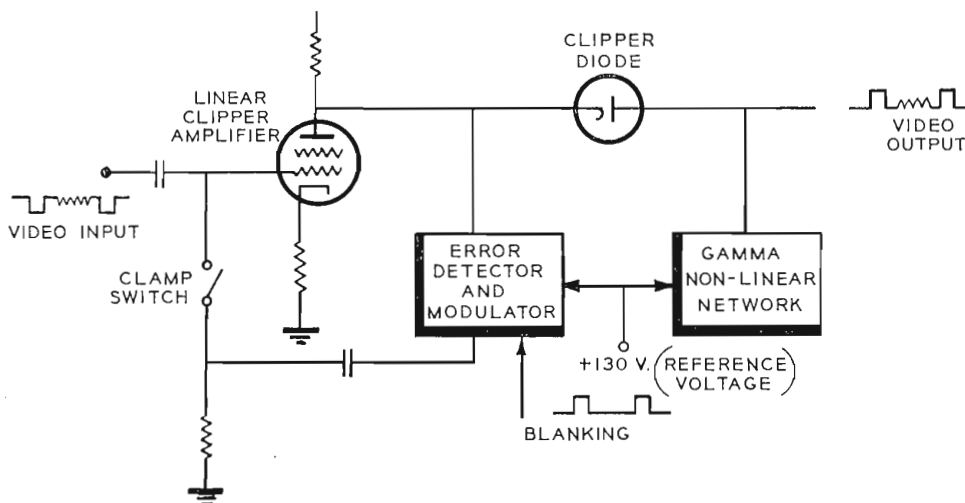 CLIPPER
DIODE
LINEAR
CLIPPER
AMPLIFIER
VIDEO
OUTPUT
VIDEO INPUT
CLAMP
SWITCH
ERROR
DETECTOR
AND
MODULATOR
GAMMA
NON-LINEAR
NETWORK
+130 V. (REFERENCE
VOLTAGE)
BLANKING